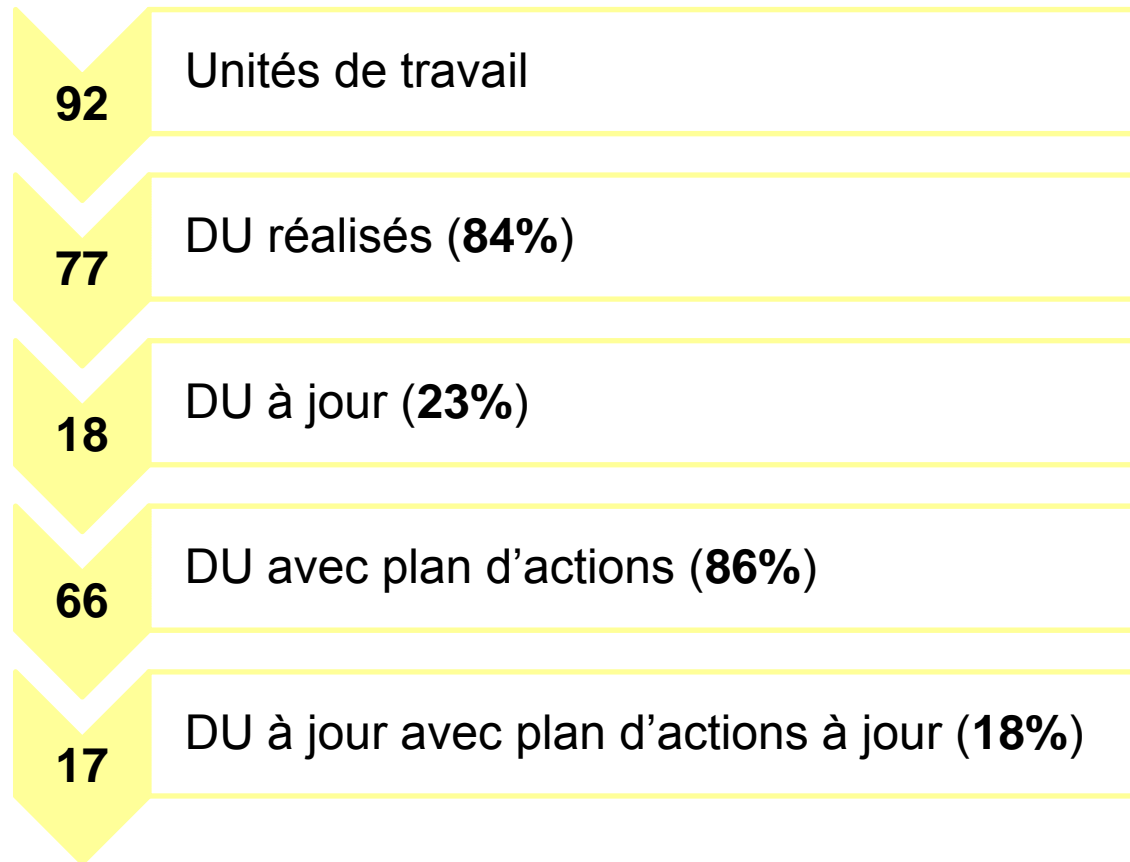 92 Unités de travail
77 DU réalisés (84%)
18 DU à jour (23%)
66 DU avec plan d’actions (86%)
17 DU à jour avec plan d’actions à jour (18%)